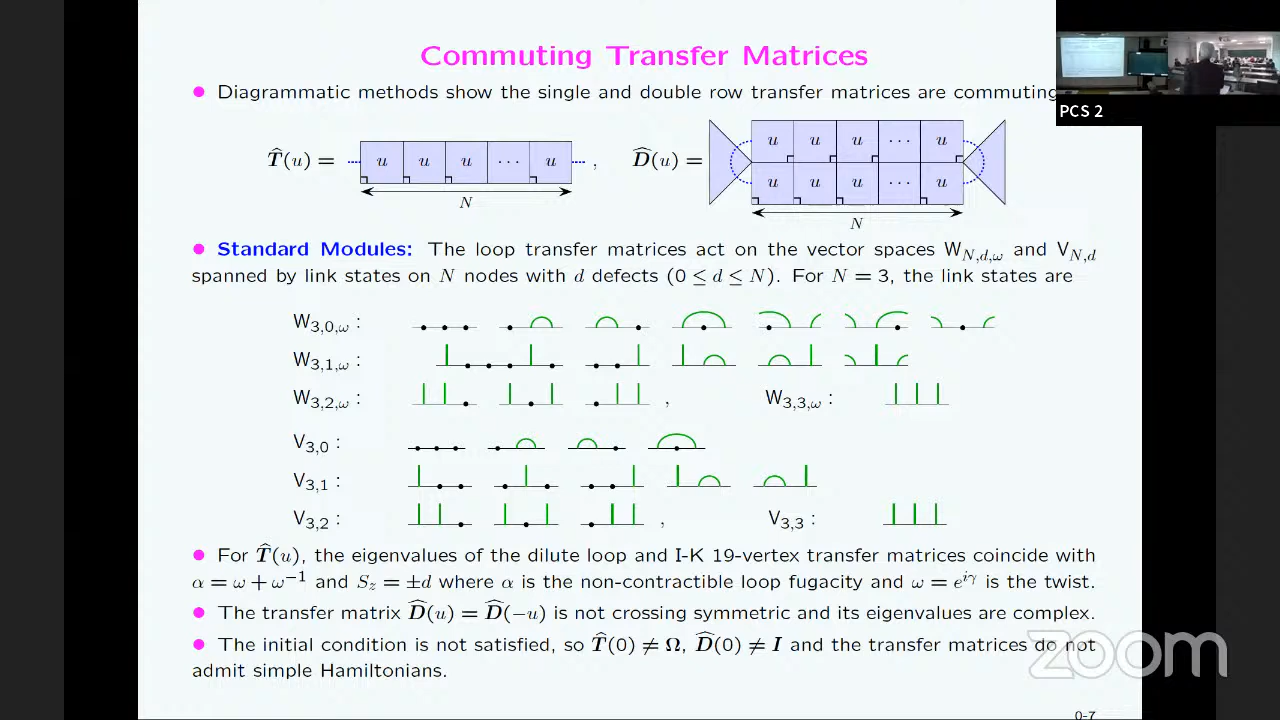 Commuting Transfer Matrices
• Diagrammatic methods show the single and double row transfer matrices are commuting
T̂(u) = u u u ··· u , D̂(u) = u u u ··· u
u u u ··· u
N
N
• Standard Modules: The loop transfer matrices act on the vector spaces W_{N,d,ω} and V_{N,d}
spanned by link states on N nodes with d defects (0 ≤ d ≤ N). For N = 3, the link states are
W_{3,0,ω} :
W_{3,1,ω} :
W_{3,2,ω} : , W_{3,3,ω} :
V_{3,0} :
V_{3,1} :
V_{3,2} : , V_{3,3} :
• For T̂(u), the eigenvalues of the dilute loop and I-K 19-vertex transfer matrices coincide with
α = ω + ω⁻¹ and S_z = ±d where α is the non-contractible loop fugacity and ω = e^{iγ} is the twist.
• The transfer matrix D̂(u) = D̂(−u) is not crossing symmetric and its eigenvalues are complex.
• The initial condition is not satisfied, so T̂(0) ≠ Ω, D̂(0) ≠ I and the transfer matrices do not
admit simple Hamiltonians.
0-7
PCS 2
zoom